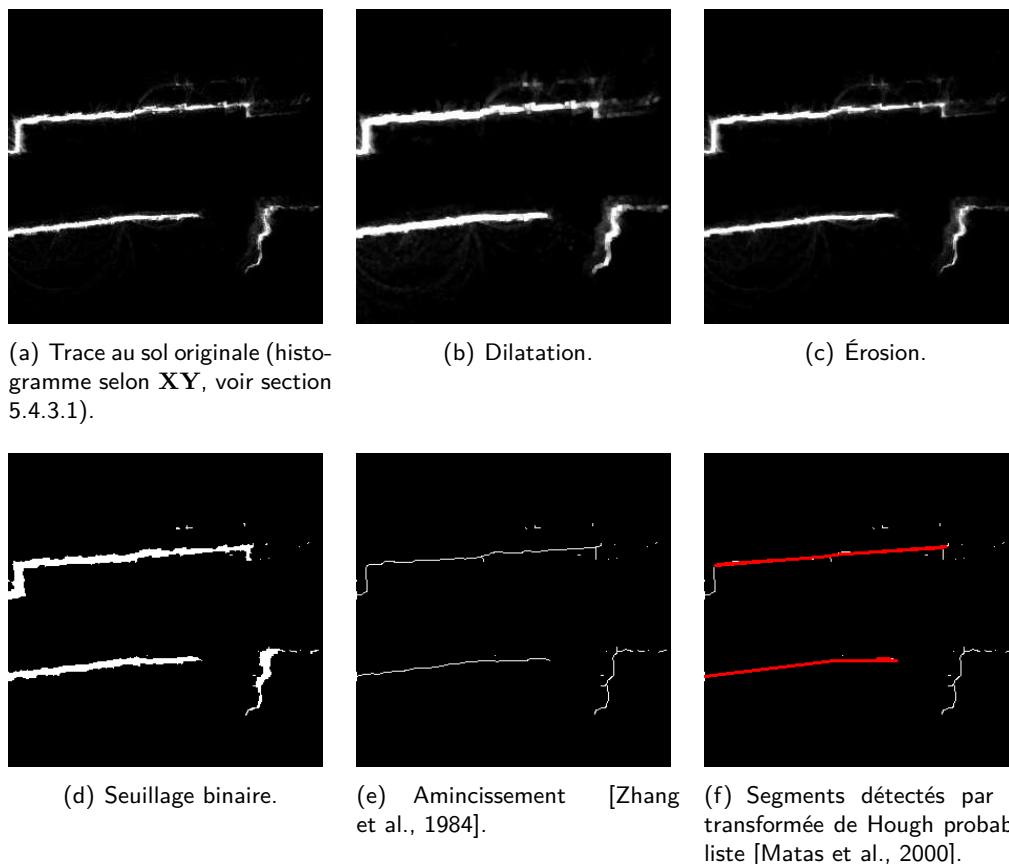 (a) Trace au sol originale (histo-
gramme selon XY, voir section
5.4.3.1).
(b) Dilatation.
(c) Érosion.
(d) Seuillage binaire.
(e) Amincissement [Zhang
et al., 1984].
(f) Segments détectés par
transformée de Hough probab
liste [Matas et al., 2000].